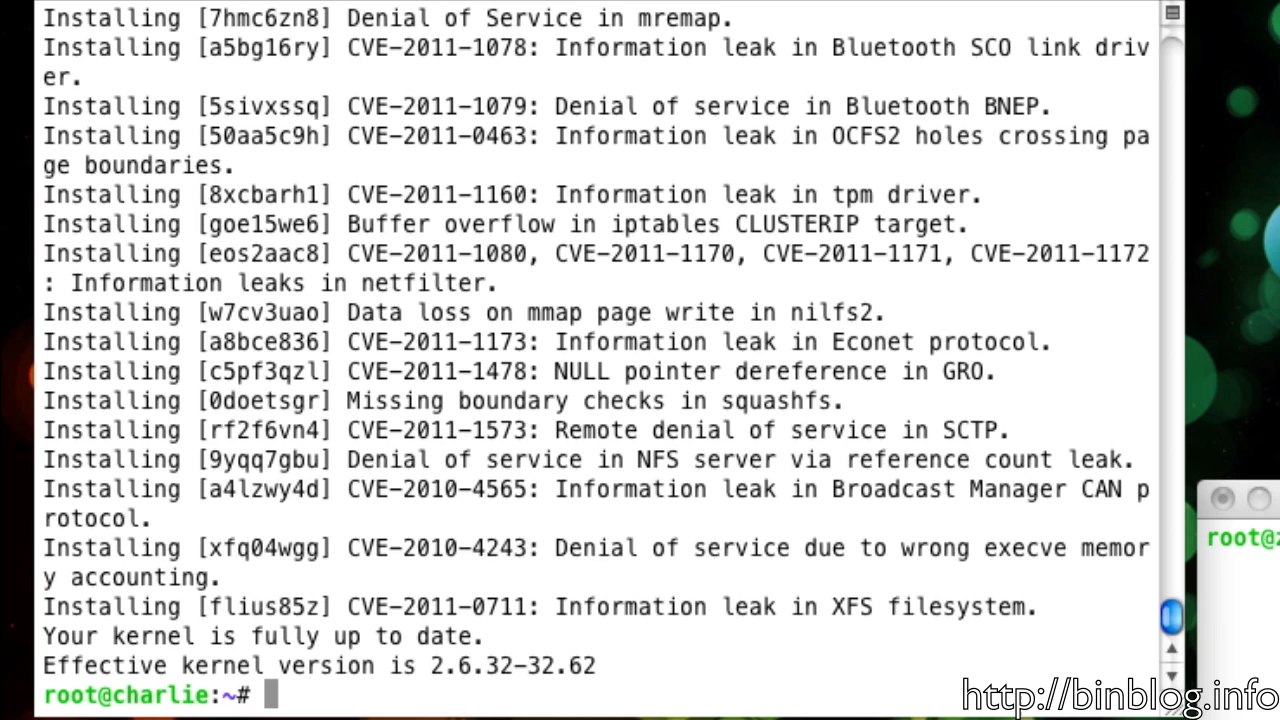 Installing [7hmc6zn8] Denial of Service in mremap.
Installing [a5bg16ry] CVE-2011-1078: Information leak in Bluetooth SCO link driv
er.
Installing [5sivxssq] CVE-2011-1079: Denial of service in Bluetooth BNEP.
Installing [50aa5c9h] CVE-2011-0463: Information leak in OCFS2 holes crossing pa
ge boundaries.
Installing [8xcbarh1] CVE-2011-1160: Information leak in tpm driver.
Installing [goe15we6] Buffer overflow in iptables CLUSTERIP target.
Installing [eos2aac8] CVE-2011-1080, CVE-2011-1170, CVE-2011-1171, CVE-2011-1172
: Information leaks in netfilter.
Installing [w7cv3uao] Data loss on mmap page write in nilfs2.
Installing [a8bce836] CVE-2011-1173: Information leak in Econet protocol.
Installing [c5pf3qzl] CVE-2011-1478: NULL pointer dereference in GRO.
Installing [0doetsgr] Missing boundary checks in squashfs.
Installing [rf2f6vn4] CVE-2011-1573: Remote denial of service in SCTP.
Installing [9yqq7gbu] Denial of service in NFS server via reference count leak.
Installing [a4lzwy4d] CVE-2010-4565: Information leak in Broadcast Manager CAN p
rotocol.
Installing [xfq04wgg] CVE-2010-4243: Denial of service due to wrong execve memor
y accounting.
Installing [flius85z] CVE-2011-0711: Information leak in XFS filesystem.
Your kernel is fully up to date.
Effective kernel version is 2.6.32-32.62
root@charlie:~#
root@z
http://binblog.info